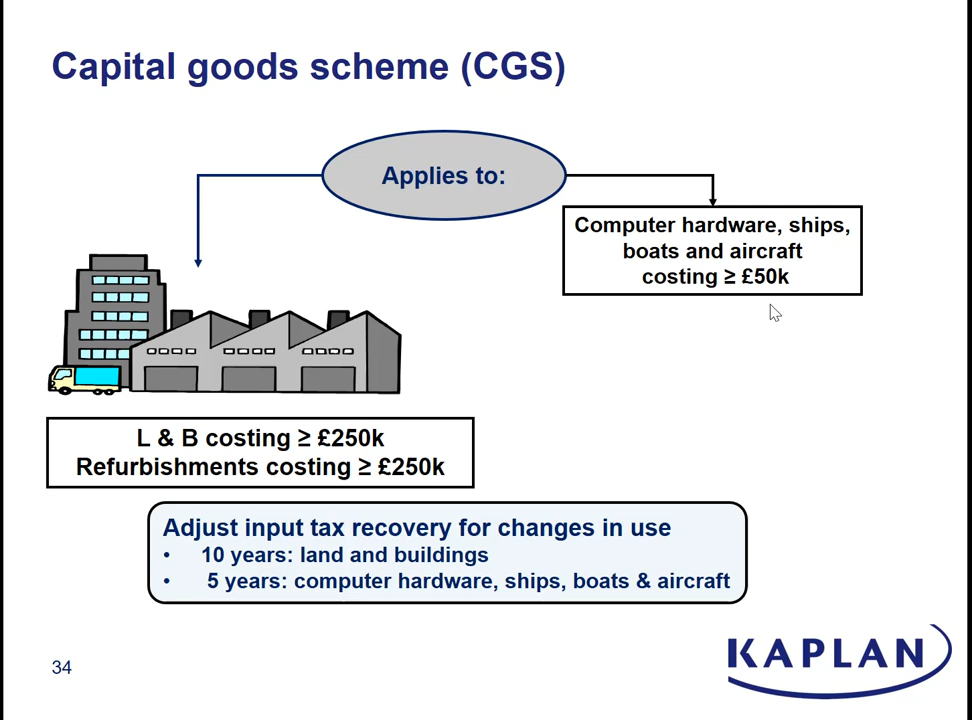 Capital goods scheme (CGS)
Applies to:
Computer hardware, ships,
boats and aircraft
costing ≥ £50k
L & B costing ≥ £250k
Refurbishments costing ≥ £250k
Adjust input tax recovery for changes in use
• 10 years: land and buildings
• 5 years: computer hardware, ships, boats & aircraft
34
KAPLAN